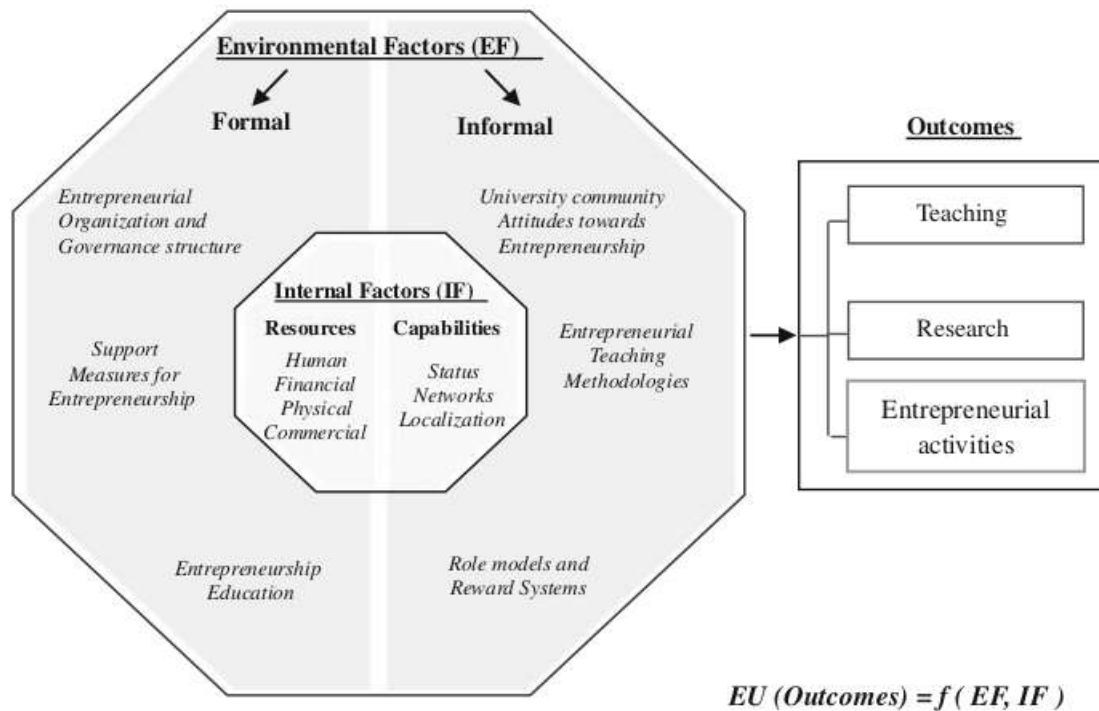 Environmental Factors (EF)
Formal
Informal
Entrepreneurial
Organization and
Governance structure
University community
Attitudes towards
Entrepreneurship
Internal Factors (IF)
Resources
Capabilities
Human
Financial
Physical
Commercial
Status
Networks
Localization
Support
Measures for
Entrepreneurship
Entrepreneurial
Teaching
Methodologies
Entrepreneurship
Education
Role models and
Reward Systems
Outcomes
Teaching
Research
Entrepreneurial
activities
EU (Outcomes) = f ( EF, IF )